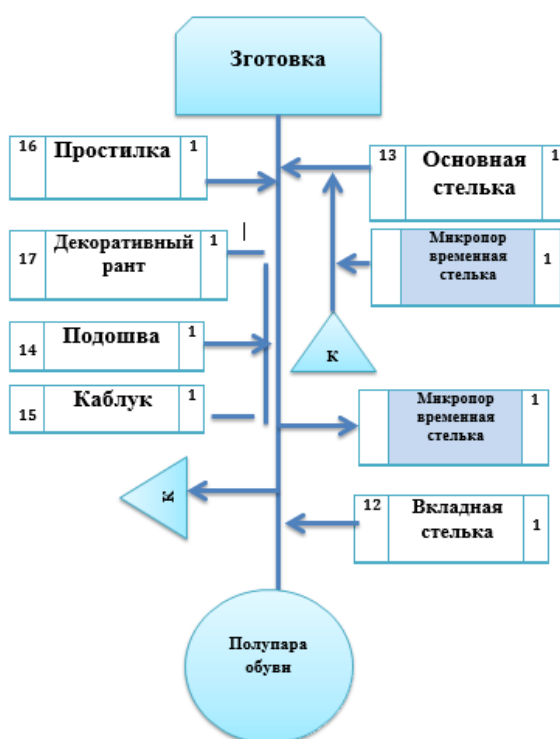 Зготовка
16 Простилка 1
13 Основная 1
стелька
17 Декоративный 1
рант
Микропор
временная 1
стелька
14 Подошва 1
К
15 Каблук 1
Микропор 1
временная
стелька
К
12 Вкладная
стелька 1
Полупара
обуви